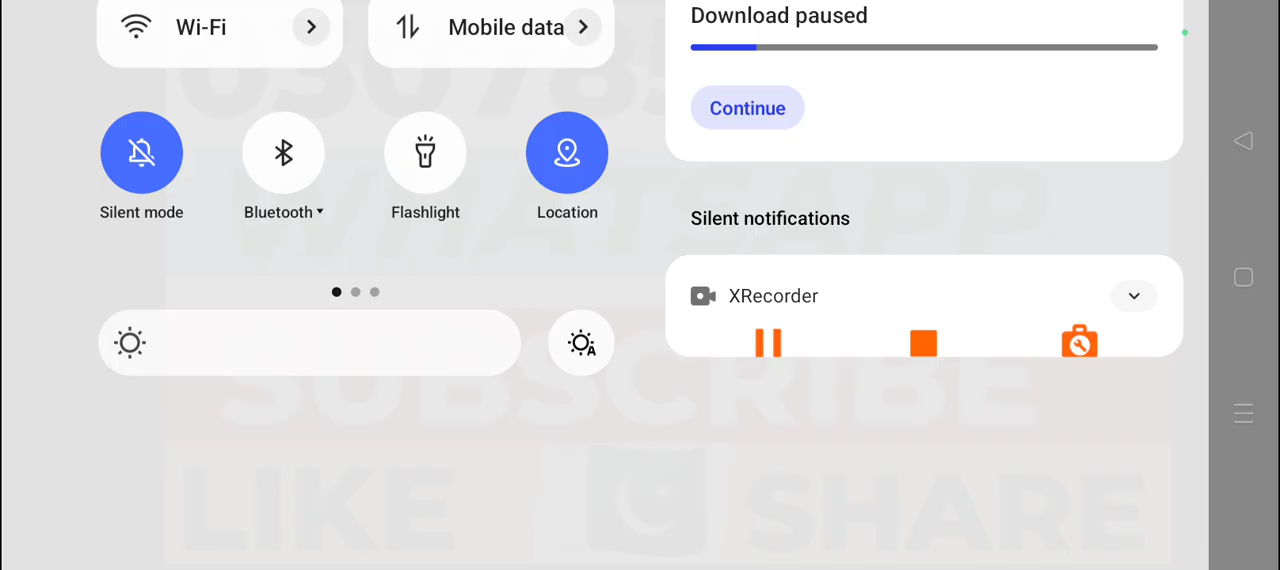 Wi-Fi
Mobile data
Silent mode
Bluetooth
Flashlight
Location
Download paused
Continue
Silent notifications
XRecorder
WHATSAPP
SUBSCRIBE
LIKE
SHARE